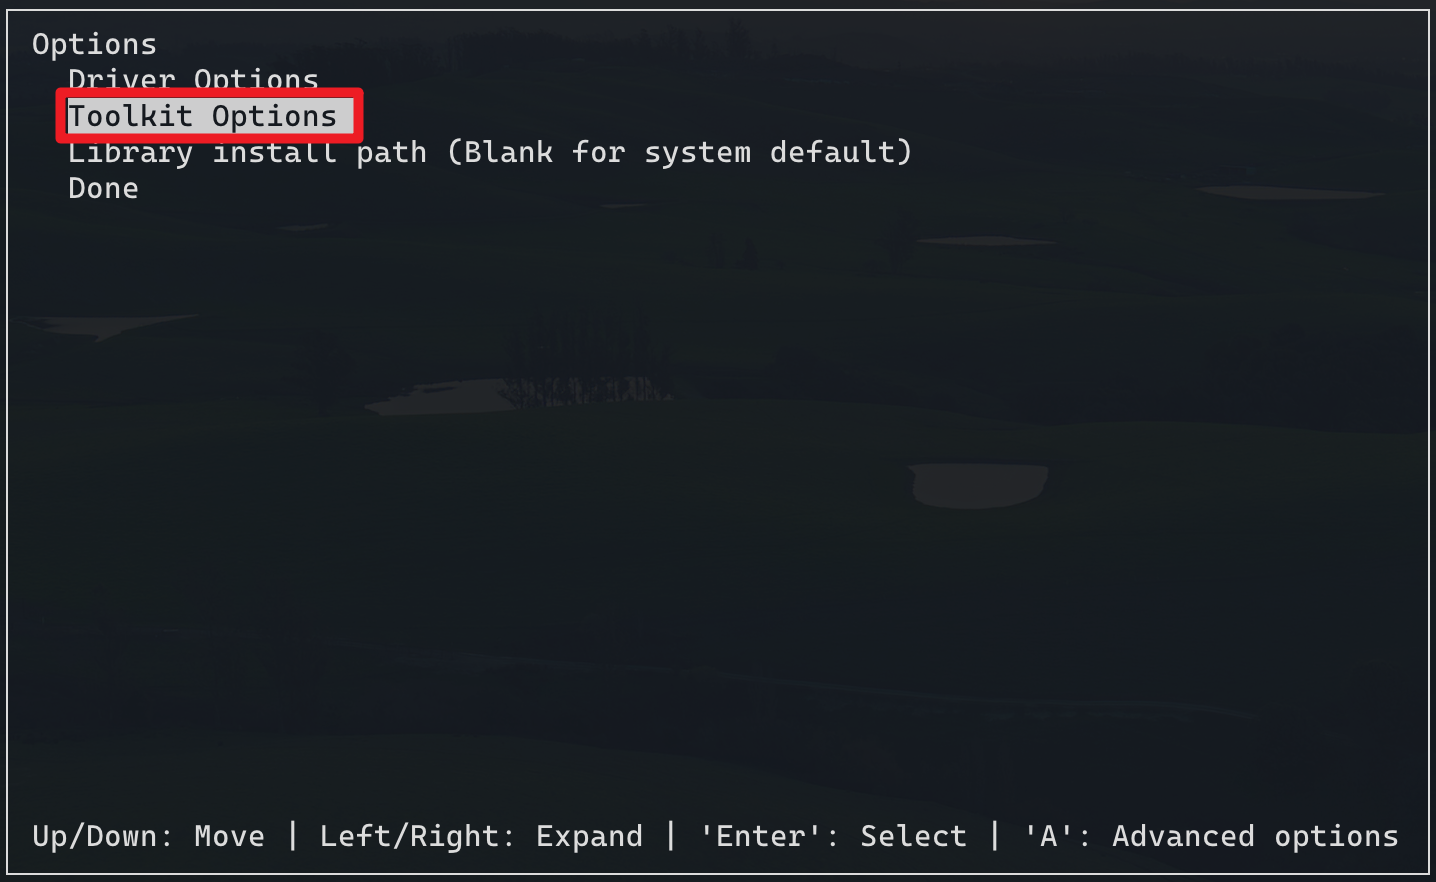 Options
Driver Options
Toolkit Options
Library install path (Blank for system default)
Done
Up/Down: Move | Left/Right: Expand | 'Enter': Select | 'A': Advanced options